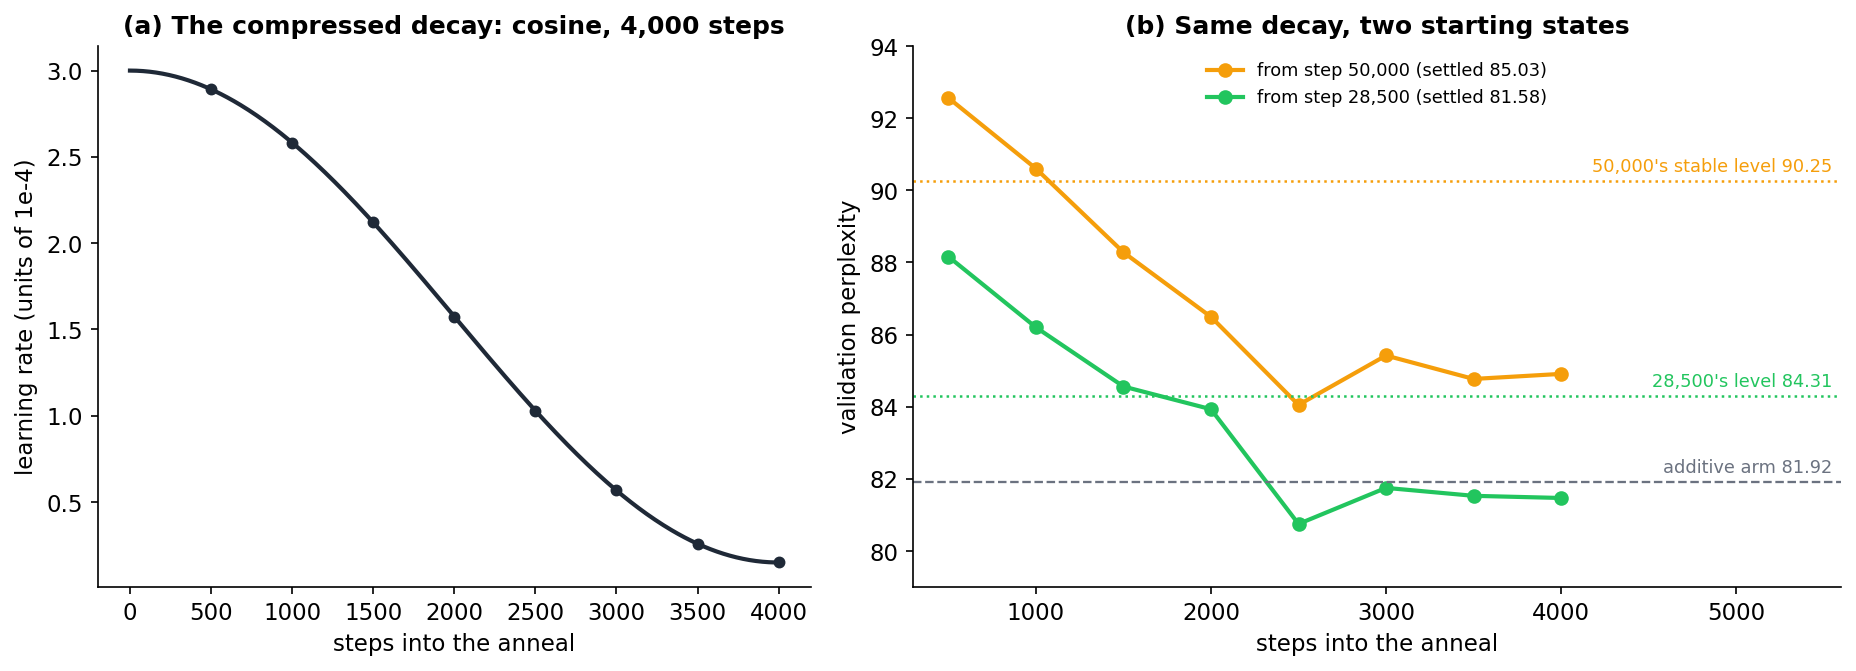 (a) The compressed decay: cosine, 4,000 steps
learning rate (units of 1e-4)
3.0
2.5
2.0
1.5
1.0
0.5
0 500 1000 1500 2000 2500 3000 3500 4000
steps into the anneal
(b) Same decay, two starting states
validation perplexity
94
92
90
88
86
84
82
80
from step 50,000 (settled 85.03)
from step 28,500 (settled 81.58)
50,000's stable level 90.25
28,500's level 84.31
additive arm 81.92
1000 2000 3000 4000 5000
steps into the anneal